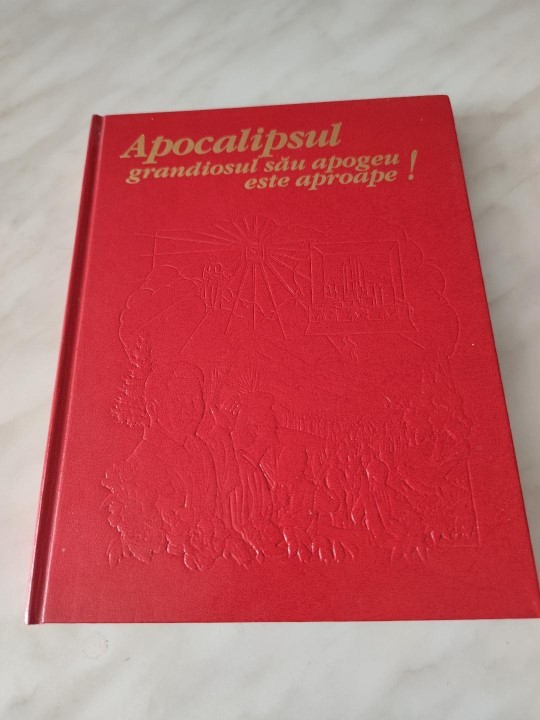 Apocalipsul
grandiosul său apogeu
este aproape!